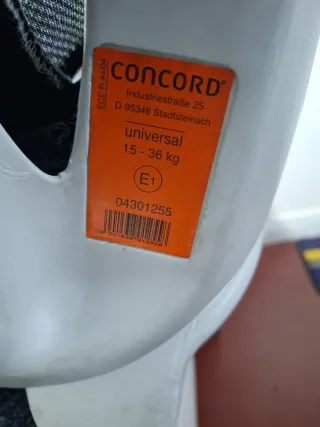 CONCORD®
Industriestraße 25
D-95346 Stadtsteinach
universal
15 - 36 kg
E1
04301255
ECE R 44/04